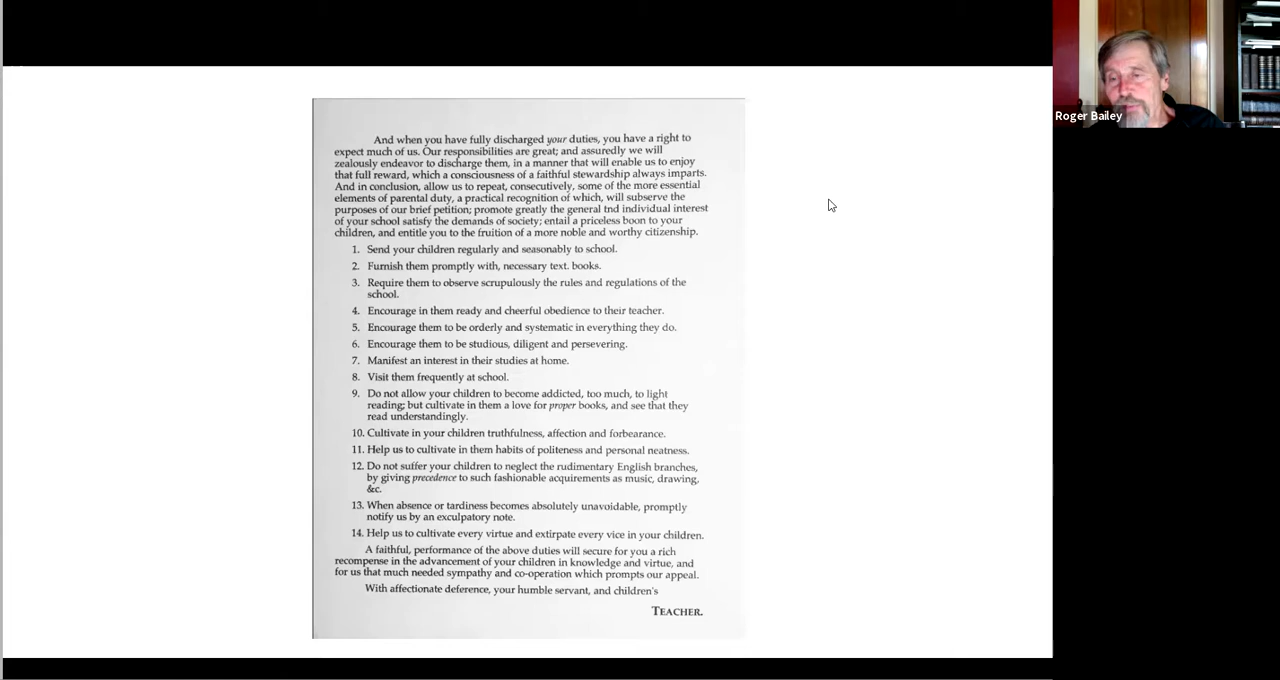 And when you have fully discharged your duties, you have a right to
expect much of us. Our responsibilities are great; and assuredly we will
zealously endeavor to discharge them, in a manner that will enable us to enjoy
that full reward, which a consciousness of a faithful stewardship always imparts.
And in conclusion, allow us to repeat, consecutively, some of the more essential
elements of parental duty, a practical recognition of which, will subserve the
purposes of our brief petition; promote greatly the general tnd individual interest
of your school satisfy the demands of society; entail a priceless boon to your
children, and entitle you to the fruition of a more noble and worthy citizenship.
1. Send your children regularly and seasonably to school.
2. Furnish them promptly with, necessary text. books.
3. Require them to observe scrupulously the rules and regulations of the
school.
4. Encourage in them ready and cheerful obedience to their teacher.
5. Encourage them to be orderly and systematic in everything they do.
6. Encourage them to be studious, diligent and persevering.
7. Manifest an interest in their studies at home.
8. Visit them frequently at school.
9. Do not allow your children to become addicted, too much, to light
reading; but cultivate in them a love for proper books, and see that they
read understandingly.
10. Cultivate in your children truthfulness, affection and forbearance.
11. Help us to cultivate in them habits of politeness and personal neatness.
12. Do not suffer your children to neglect the rudimentary English branches,
by giving precedence to such fashionable acquirements as music, drawing,
&c.
13. When absence or tardiness becomes absolutely unavoidable, promptly
notify us by an exculpatory note.
14. Help us to cultivate every virtue and extirpate every vice in your children.
A faithful, performance of the above duties will secure for you a rich
recompense in the advancement of your children in knowledge and virtue, and
for us that much needed sympathy and co-operation which prompts our appeal.
With affectionate deference, your humble servant, and children's
TEACHER.
Roger Bailey